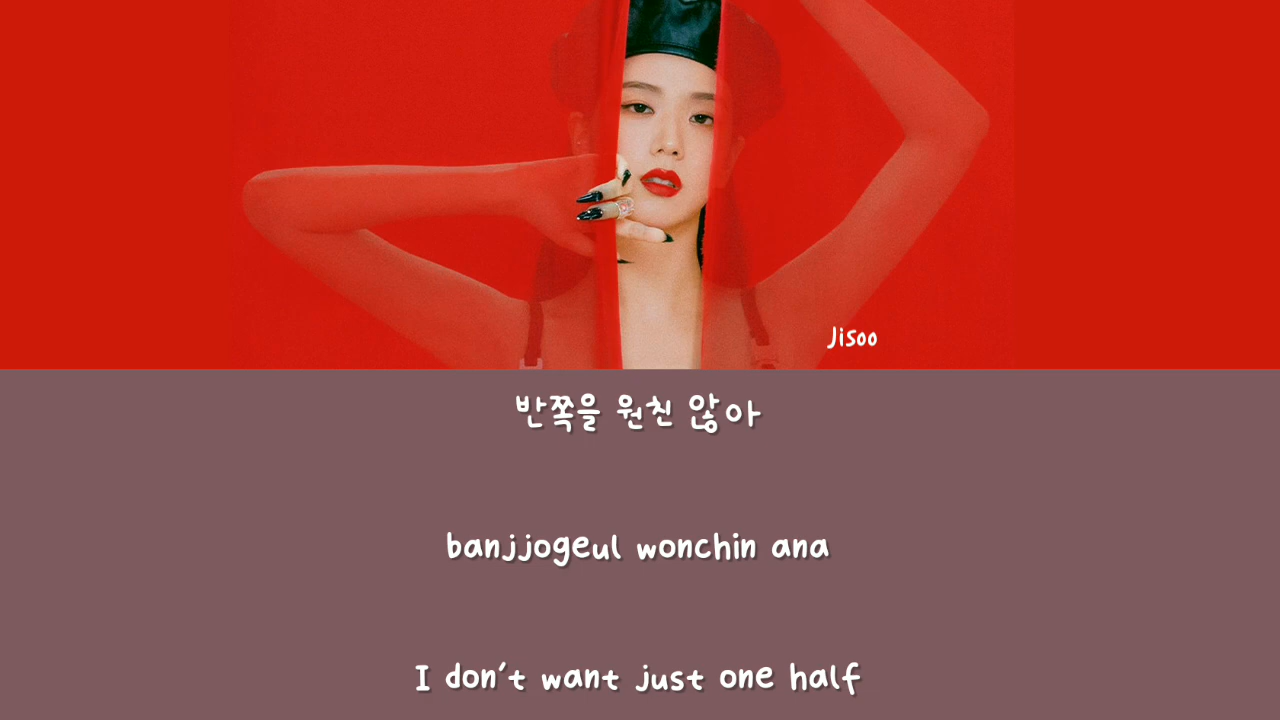 Jisoo
반쪽을 원친 않아
banjjogeul wonchin ana
I don't want just one half